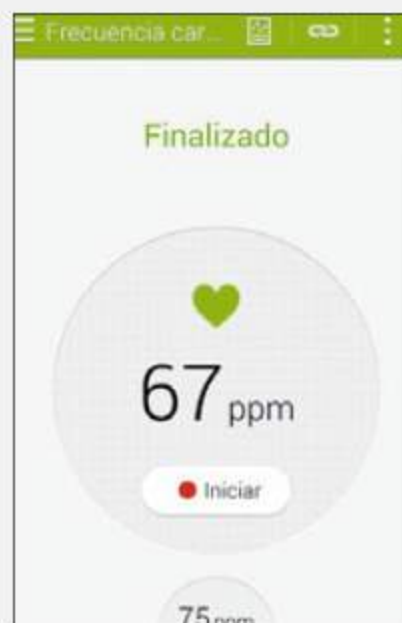 Frecuencia car...
Finalizado
67 ppm
Iniciar
75 ppm